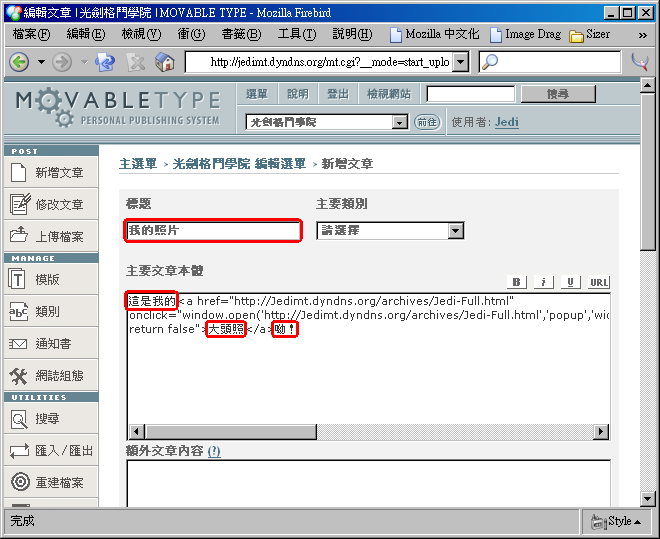 編輯文章 | 光劍格鬥學院 | MOVABLE TYPE - Mozilla Firebird
檔案(F) 編輯(E) 檢視(V) 衝(G) 書籤(B) 工具(T) 說明(H) Mozilla 中文化 Image Drag Sizer »
http://jedimt.dyndns.org/mt.cgi?__mode=start_uplo
MOVABLETYPE
PERSONAL PUBLISHING SYSTEM
選單 說明 登出 檢視網站 搜尋
光劍格鬥學院 前往 使用者: Jedi
POST
新增文章
修改文章
上傳檔案
MANAGE
模版
類別
通知書
網誌組態
UTILITIES
搜尋
匯入/匯出
重建檔案
主選單 > 光劍格鬥學院 編輯選單 > 新增文章
標題 主要類別
我的照片 請選擇
主要文章本體
B i U URL
這是我的<a href="http://Jedimt.dyndns.org/archives/Jedi-Full.html"
onclick="window.open('http://Jedimt.dyndns.org/archives/Jedi-Full.html','popup','wid
return false">大頭照</a>呦！
額外文章內容 (?)
完成 Style